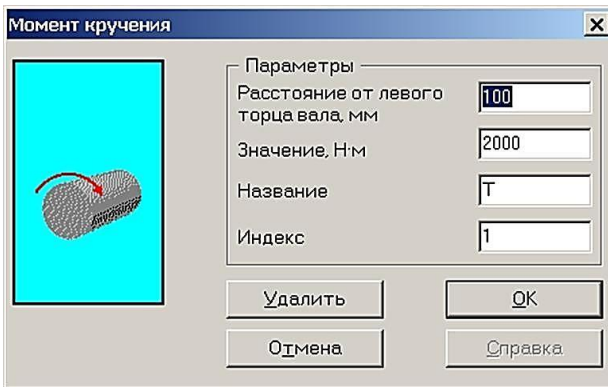 Момент кручения
Параметры
Расстояние от левого
торца вала, мм
100
Значение, Н·м
2000
Название
T
Индекс
1
Удалить
OK
Отмена
Справка